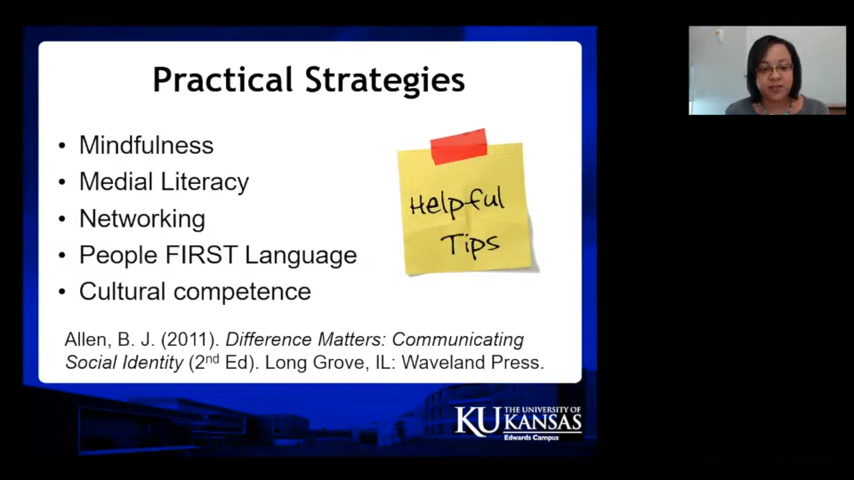 Practical Strategies
• Mindfulness
• Medial Literacy
• Networking
• People FIRST Language
• Cultural competence
Helpful
Tips
Allen, B. J. (2011). Difference Matters: Communicating
Social Identity (2nd Ed). Long Grove, IL: Waveland Press.
KU THE UNIVERSITY OF
KANSAS
Edwards Campus